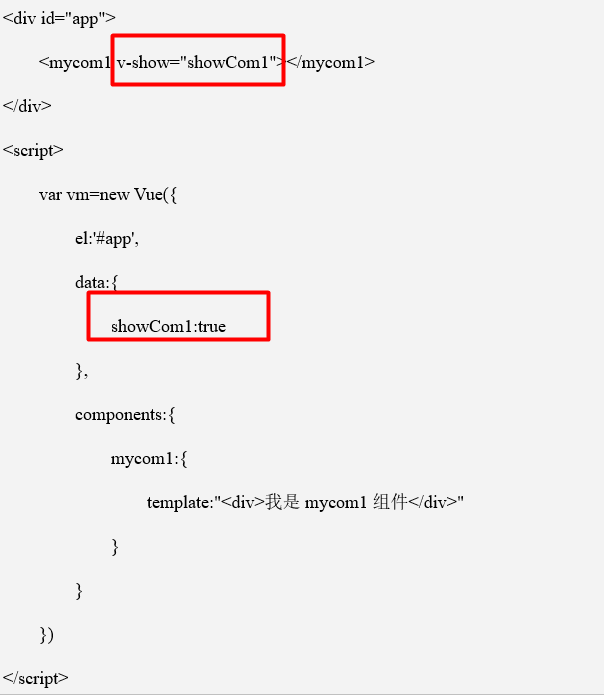 <div id="app">
<mycom1 v-show="showCom1"></mycom1>
</div>
<script>
var vm=new Vue({
el:'#app',
data:{
showCom1:true
},
components:{
mycom1:{
template:"<div>我是 mycom1 组件</div>"
}
}
})
</script>